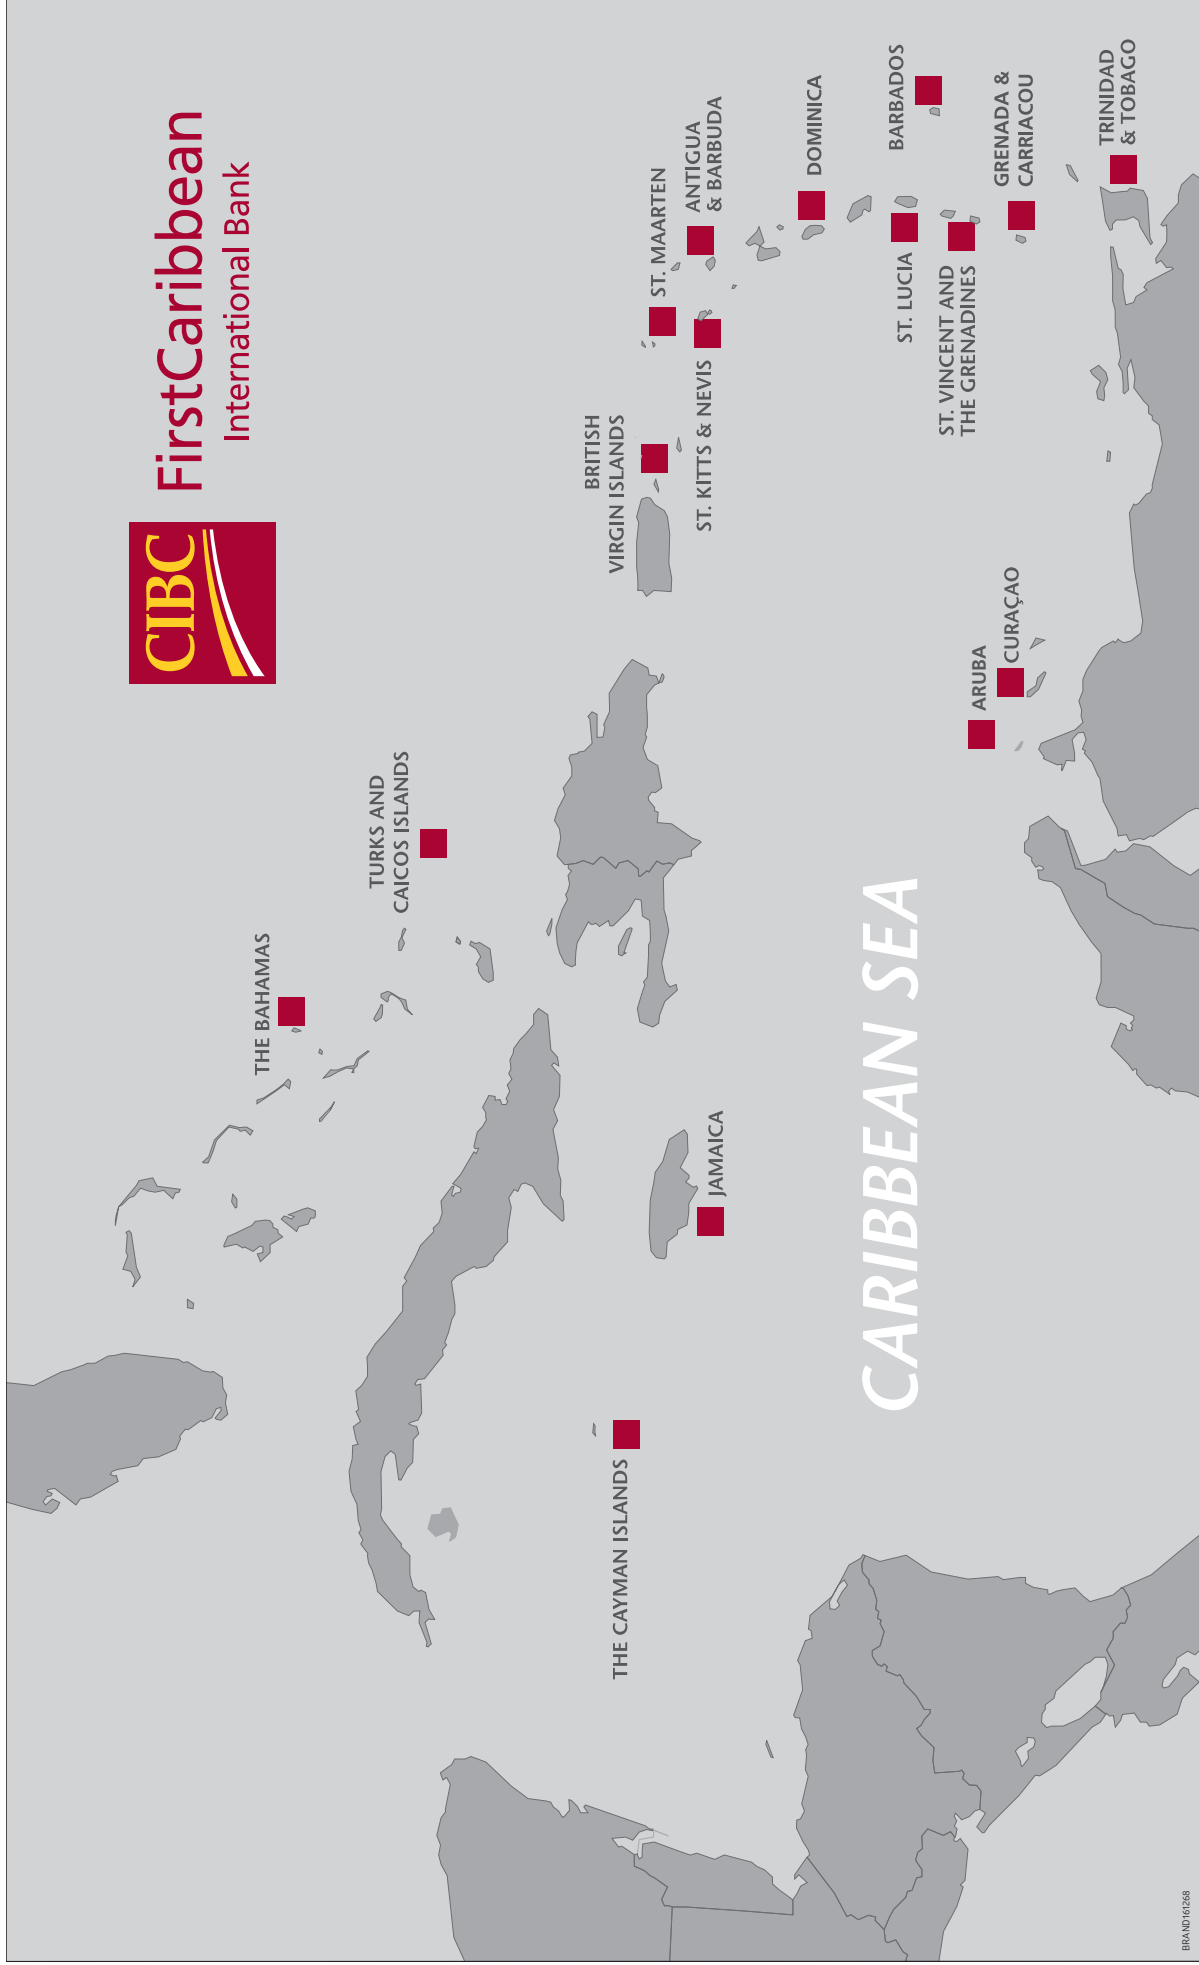 CIBC
FirstCaribbean
International Bank
THE BAHAMAS
TURKS AND
CAICOS ISLANDS
BRITISH
VIRGIN ISLANDS
ST. MAARTEN
ANTIGUA
& BARBUDA
ST. KITTS & NEVIS
THE CAYMAN ISLANDS
JAMAICA
DOMINICA
CARIBBEAN SEA
BARBADOS
ST. LUCIA
ST. VINCENT AND
THE GRENADINES
ARUBA
CURAÇAO
GRENADA &
CARRIACOU
TRINIDAD
& TOBAGO
BRAND161268